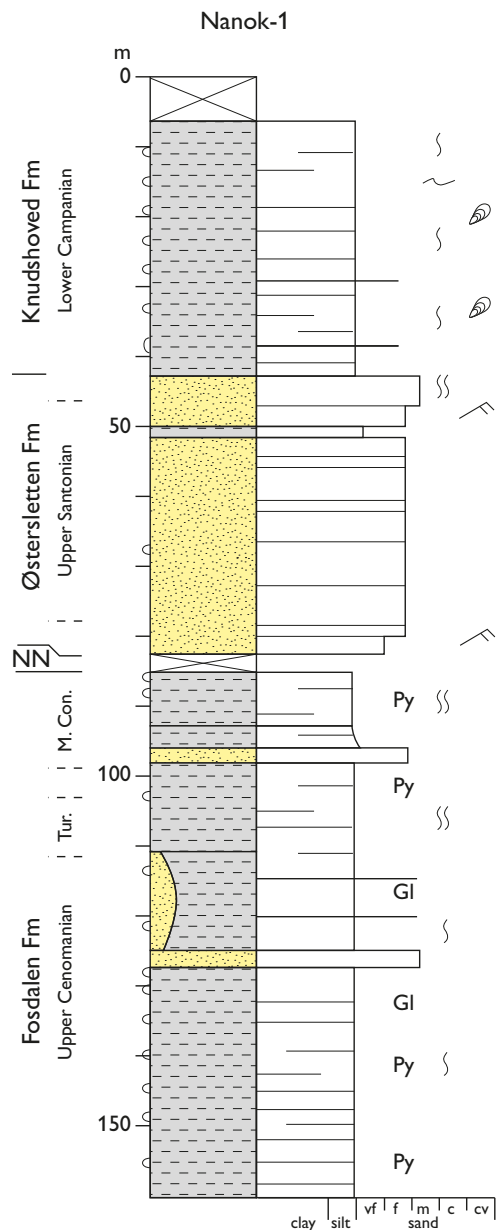 Nanok-1
m
0
Knudshoved Fm
Lower Campanian
50
Østersletten Fm
Upper Santonian
NN
M. Con.
Py
100
Py
Tur.
Gl
Fosdalen Fm
Upper Cenomanian
Gl
Py
150
Py
vf f m c cv
clay silt sand